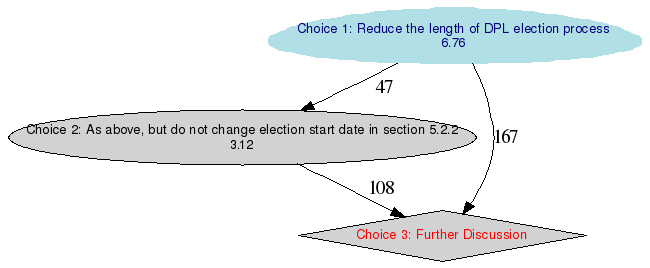 Choice 1: Reduce the length of DPL election process
6.76
47
Choice 2: As above, but do not change election start date in section 5.2.2
3.12
167
108
Choice 3: Further Discussion